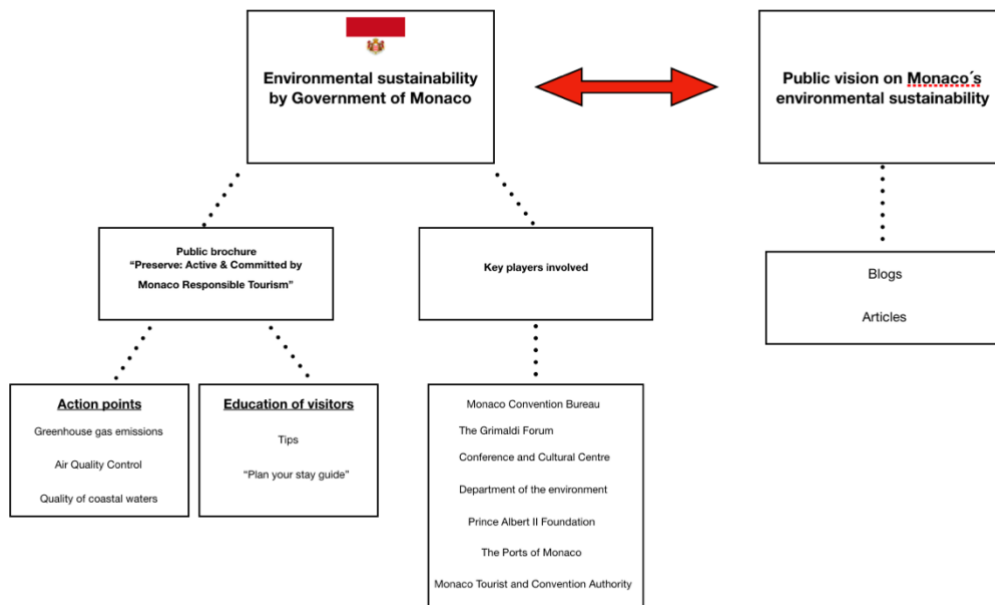 Environmental sustainability
by Government of Monaco
Public vision on Monaco´s
environmental sustainability
Public brochure
“Preserve: Active & Committed by
Monaco Responsible Tourism”
Key players involved
Blogs
Articles
Action points
Greenhouse gas emissions
Air Quality Control
Quality of coastal waters
Education of visitors
Tips
“Plan your stay guide”
Monaco Convention Bureau
The Grimaldi Forum
Conference and Cultural Centre
Department of the environment
Prince Albert II Foundation
The Ports of Monaco
Monaco Tourist and Convention Authority